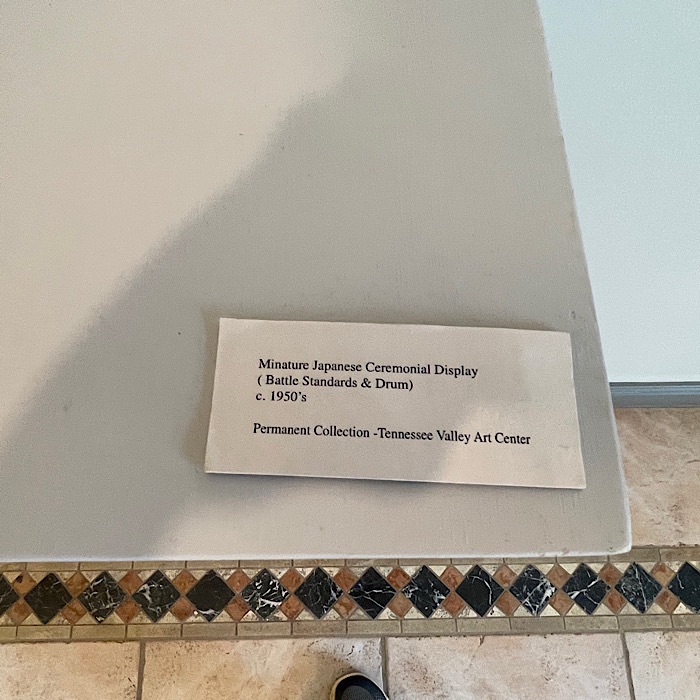 Minature Japanese Ceremonial Display
( Battle Standards & Drum)
c. 1950's
Permanent Collection -Tennessee Valley Art Center